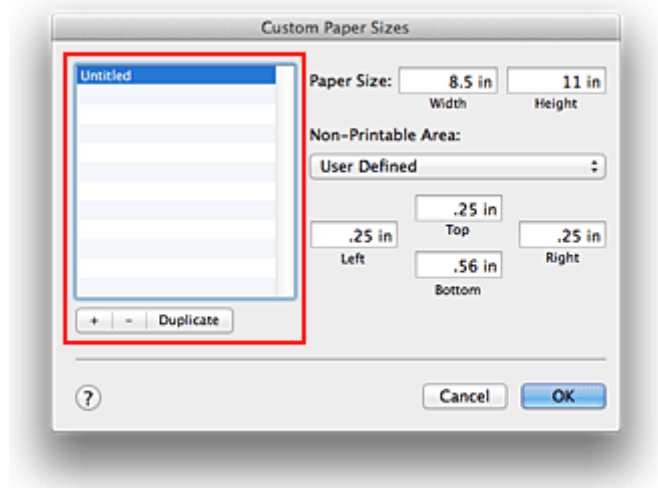 Custom Paper Sizes
Untitled
Paper Size: 8.5 in 11 in
Width Height
Non-Printable Area:
User Defined
.25 in
Top
.25 in .25 in
Left Right
.56 in
Bottom
+ - Duplicate
? Cancel OK